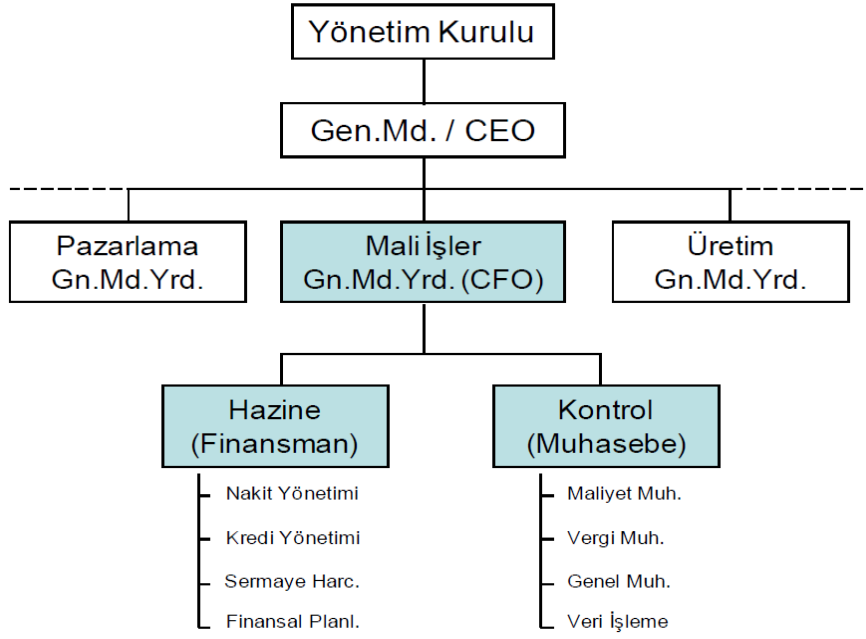 Yönetim Kurulu
Gen.Md. / CEO
Pazarlama
Gn.Md.Yrd.
Mali İşler
Gn.Md.Yrd. (CFO)
Üretim
Gn.Md.Yrd.
Hazine
(Finansman)
Kontrol
(Muhasebe)
Nakit Yönetimi
Kredi Yönetimi
Sermaye Harc.
Finansal Planl.
Maliyet Muh.
Vergi Muh.
Genel Muh.
Veri İşleme